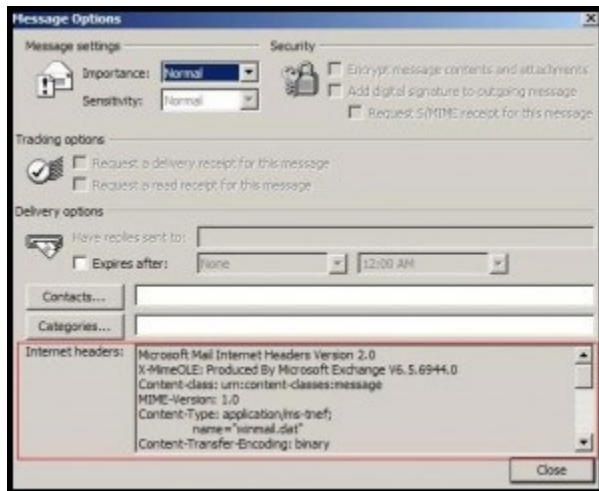 Message Options
Message settings
Security
Importance: Normal
Sensitivity: Normal
Encrypt message contents and attachments
Add digital signature to outgoing message
Request S/MIME receipt for this message
Tracking options
Request a delivery receipt for this message
Request a read receipt for this message
Delivery options
Have replies sent to:
Expires after: None 12:00 AM
Contacts...
Categories...
Internet headers: Microsoft Mail Internet Headers Version 2.0
X-MimeOLE: Produced By Microsoft Exchange V6.5.6944.0
Content-class: urn:content-classes:message
MIME-Version: 1.0
Content-Type: application/ms-tnef;
name="winmail.dat"
Content-Transfer-Encoding: binary
Close